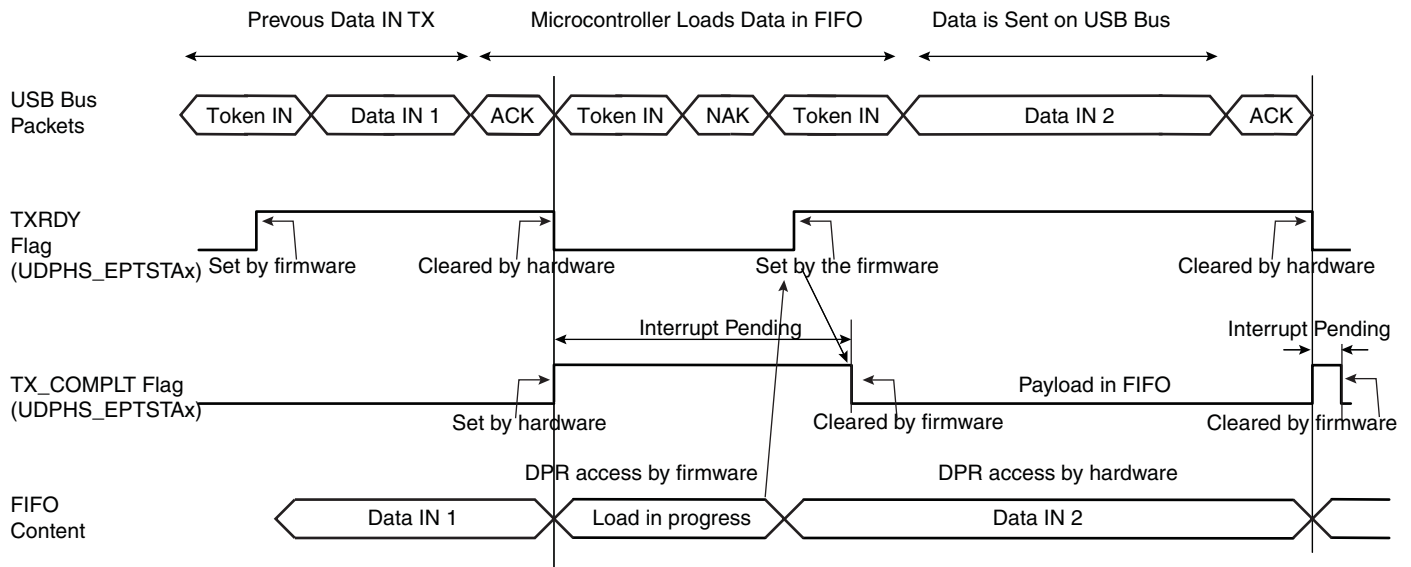 Prevous Data IN TX
Microcontroller Loads Data in FIFO
Data is Sent on USB Bus
USB Bus
Packets
Token IN
Data IN 1
ACK
Token IN
NAK
Token IN
Data IN 2
ACK
TXRDY
Flag
(UDPHS_EPTSTAx)
Set by firmware
Cleared by hardware
Set by the firmware
Cleared by hardware
Interrupt Pending
Interrupt Pending
TX_COMPLT Flag
(UDPHS_EPTSTAx)
Payload in FIFO
Set by hardware
Cleared by firmware
Cleared by firmware
DPR access by firmware
DPR access by hardware
FIFO
Content
Data IN 1
Load in progress
Data IN 2